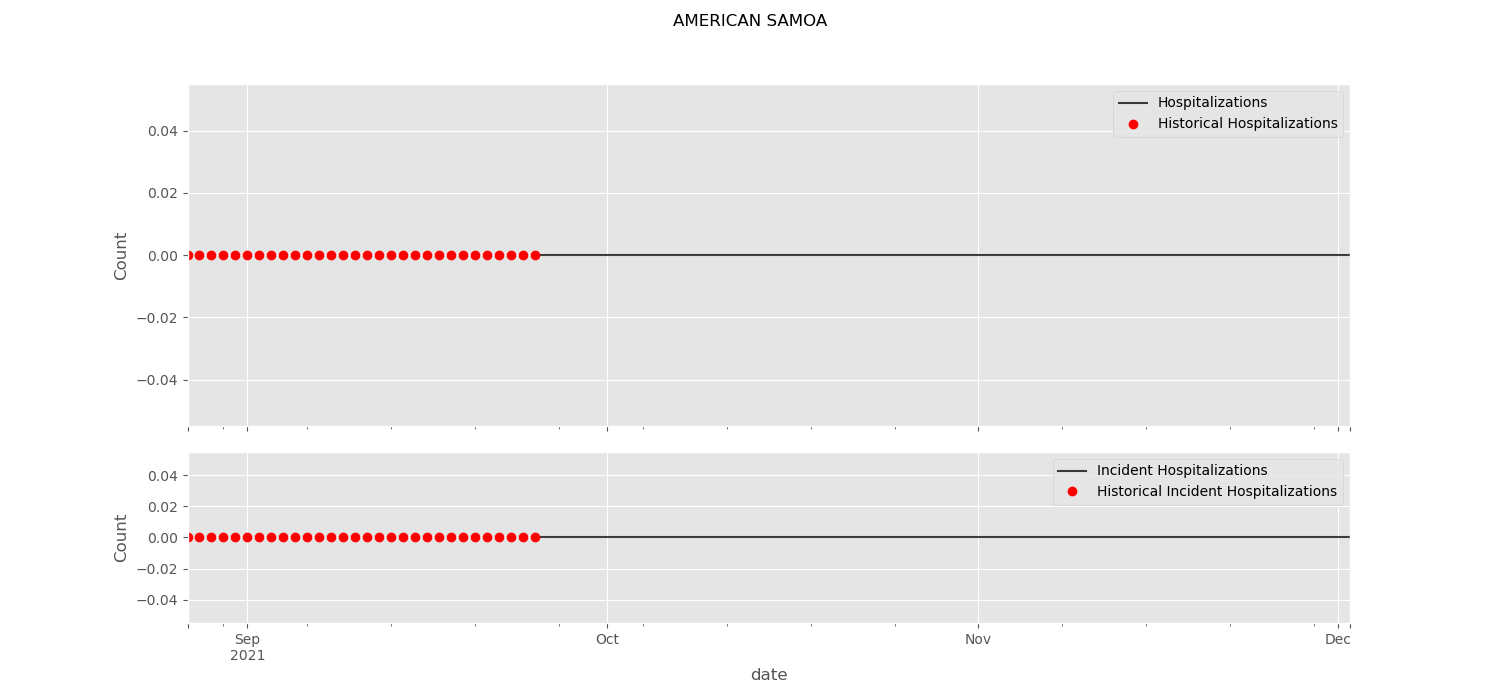 AMERICAN SAMOA
Hospitalizations
Historical Hospitalizations
0.04
0.02
0.00
−0.02
−0.04
Count
Incident Hospitalizations
Historical Incident Hospitalizations
0.04
0.02
0.00
−0.02
−0.04
Count
Sep
2021
Oct
Nov
Dec
date